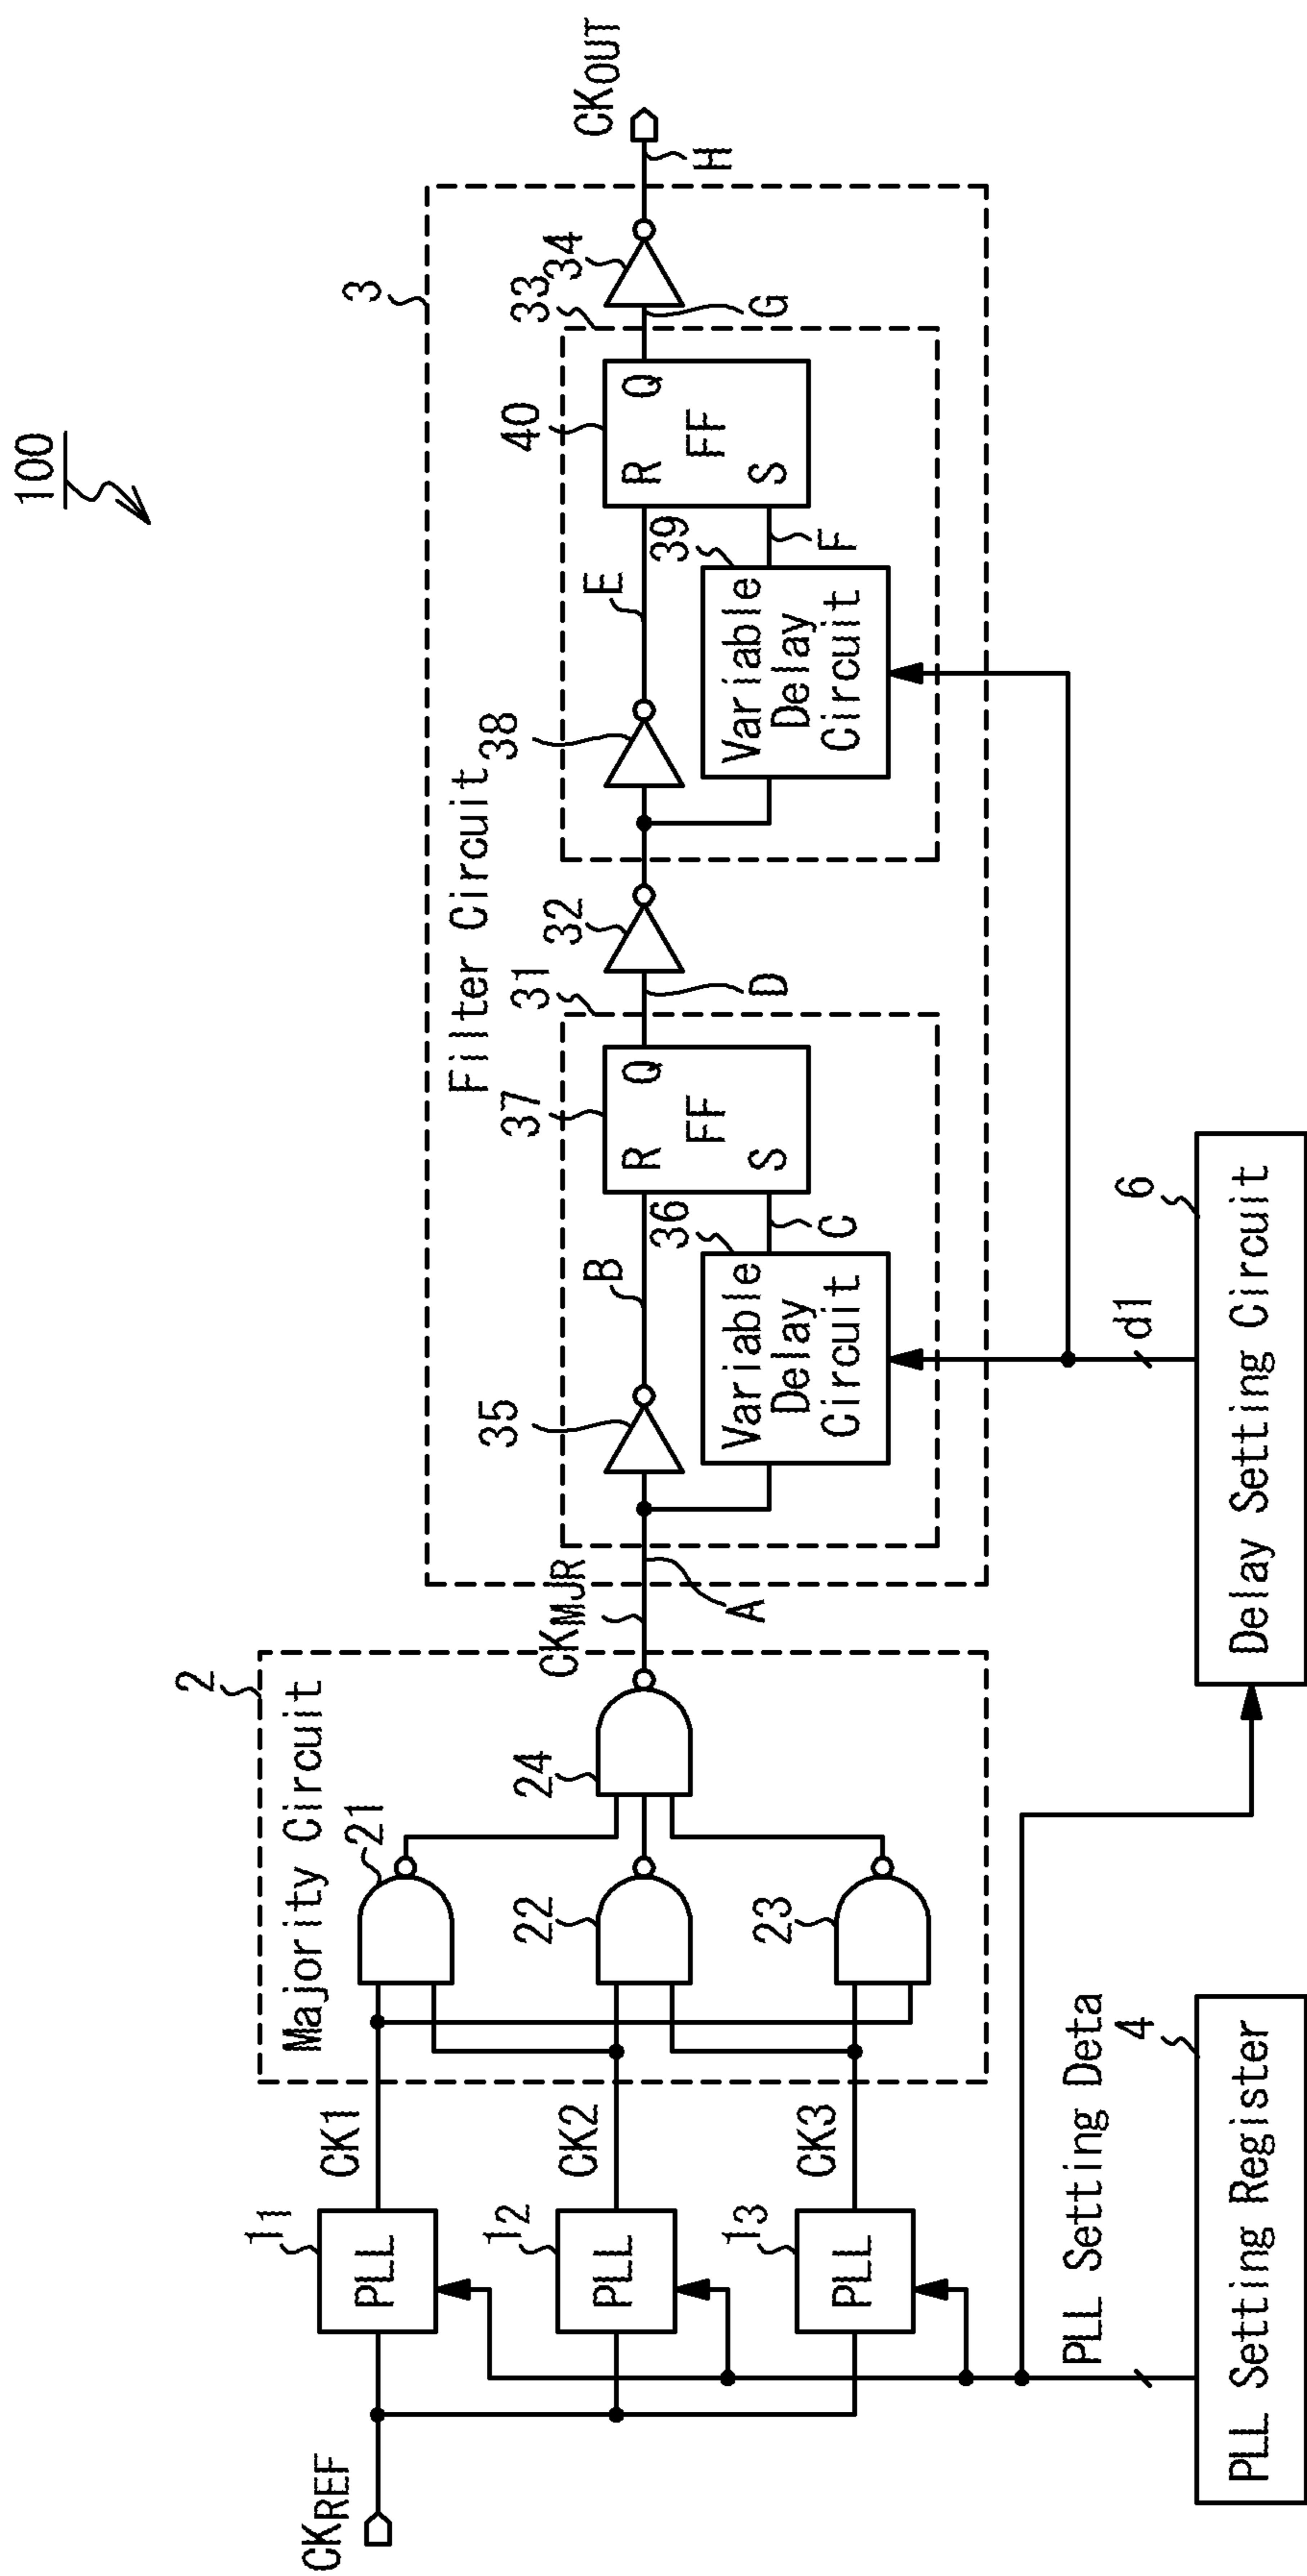 100
CKREF
11
PLL
12
PLL
13
PLL
CK1
CK2
CK3
2
Majority Circuit
21
22
23
24
CKMJR
A
3
Filter Circuit
31
35
B
36
Variable
Delay
Circuit
C
37
R
Q
FF
S
D
32
33
38
E
39
Variable
Delay
Circuit
F
40
R
Q
FF
S
G
34
H
CKOUT
PLL Setting Deta
4
PLL Setting Register
d1
6
Delay Setting Circuit